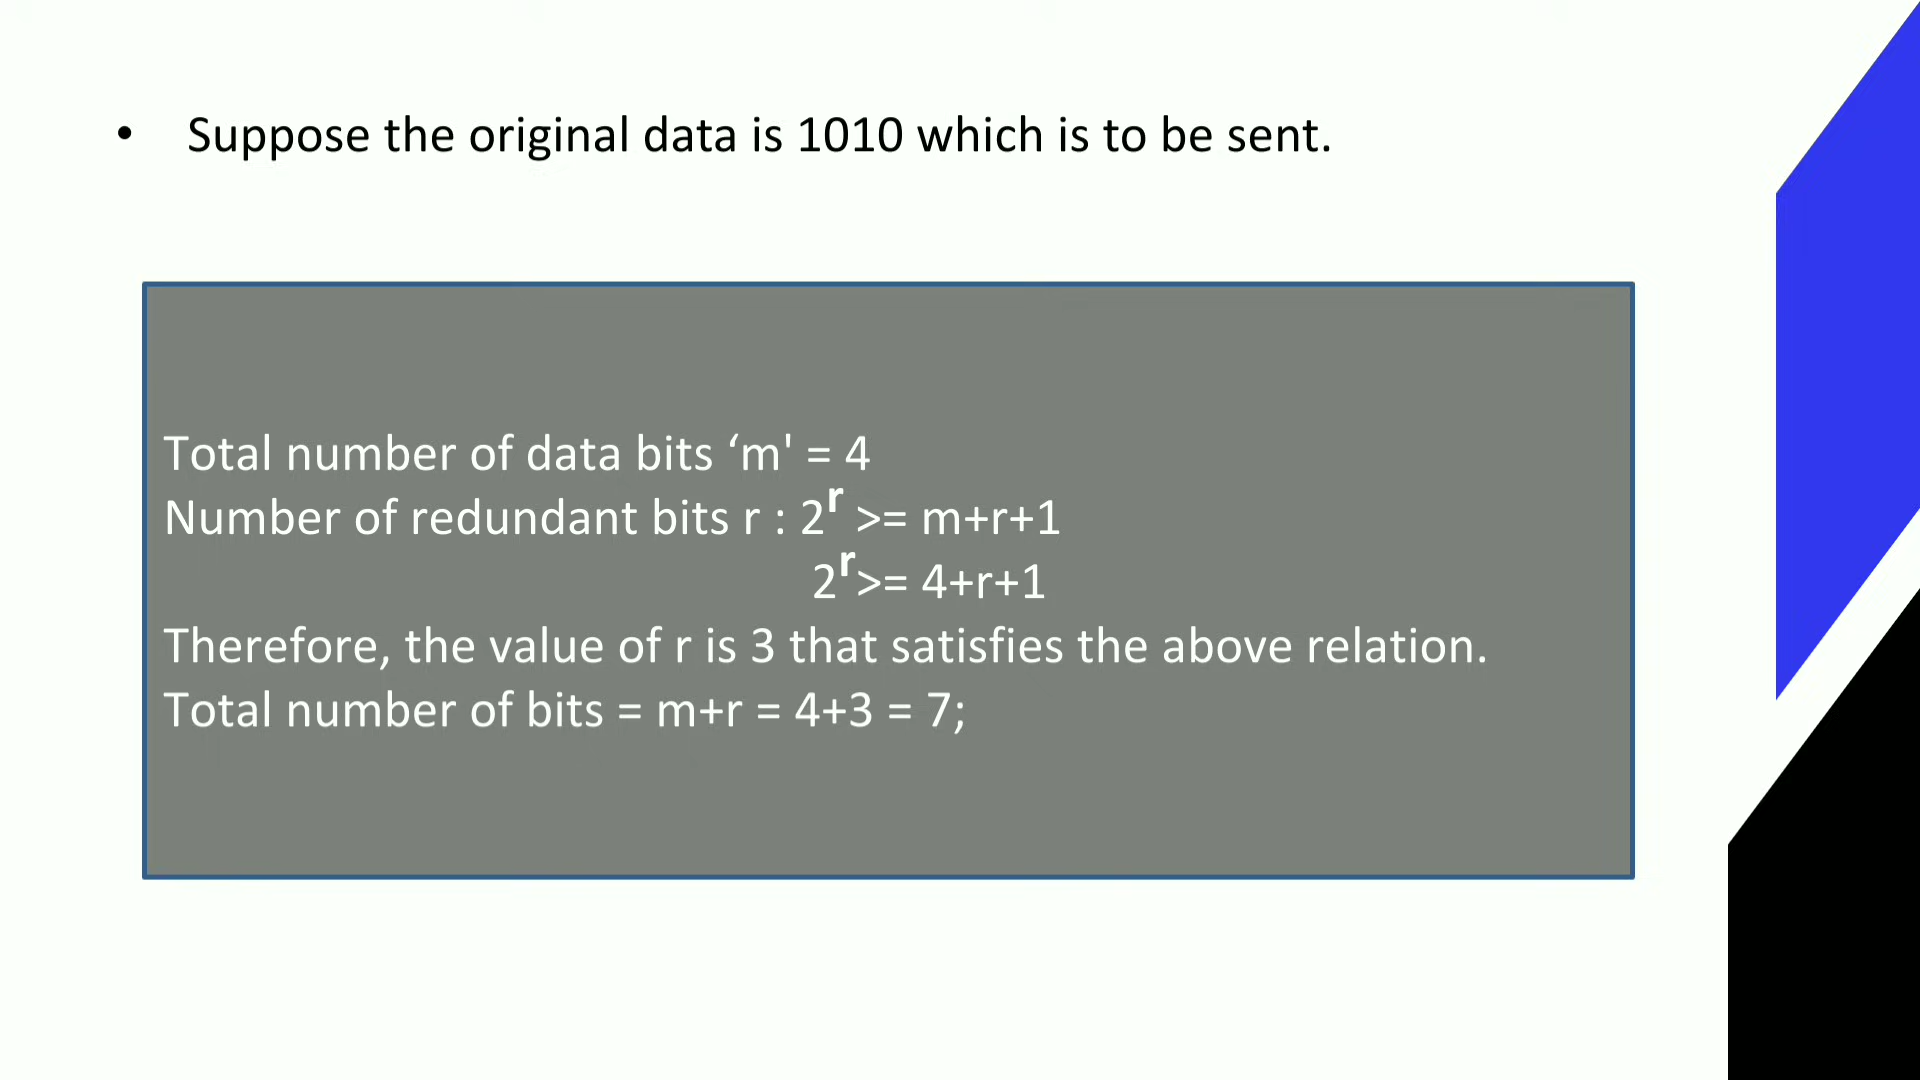 • Suppose the original data is 1010 which is to be sent.
Total number of data bits ‘m' = 4
Number of redundant bits r : 2^r >= m+r+1
2^r>= 4+r+1
Therefore, the value of r is 3 that satisfies the above relation.
Total number of bits = m+r = 4+3 = 7;